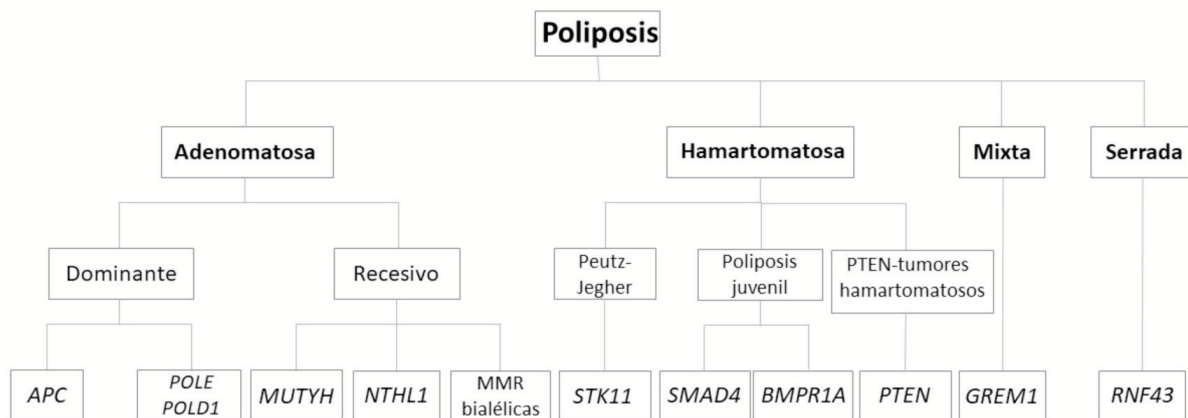 Poliposis
Adenomatosa
Hamartomatosa
Mixta
Serrada
Dominante
Recesivo
Peutz-
Jegher
Poliposis
juvenil
PTEN-tumores
hamartomatosos
APC
POLE
POLD1
MUTYH
NTHL1
MMR
bialélicas
STK11
SMAD4
BMPR1A
PTEN
GREM1
RNF43